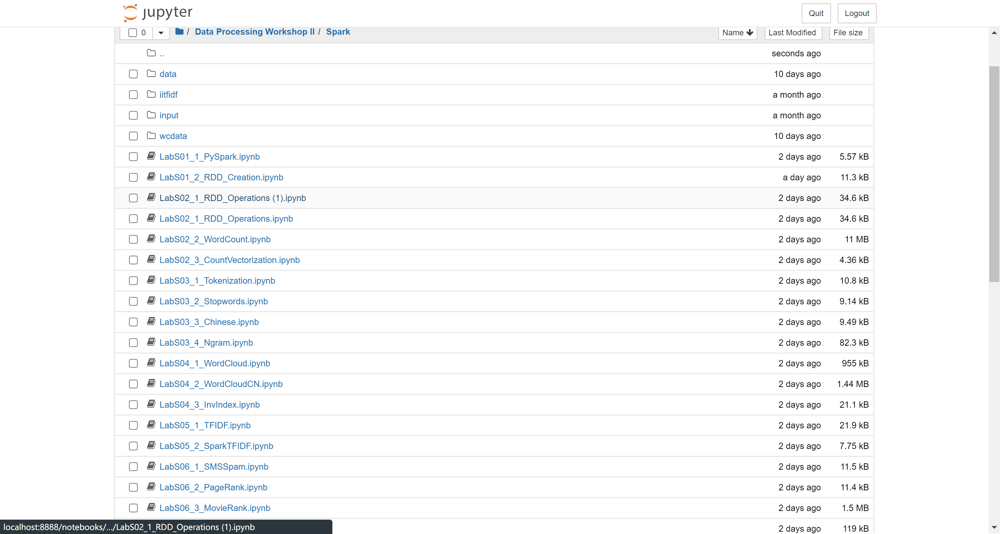 jupyter
Quit Logout
0 / Data Processing Workshop II / Spark Name Last Modified File size
.. seconds ago
data 10 days ago
iitfidf a month ago
input a month ago
wcdata 10 days ago
LabS01_1_PySpark.ipynb 2 days ago 5.57 kB
LabS01_2_RDD_Creation.ipynb a day ago 11.3 kB
LabS02_1_RDD_Operations (1).ipynb 2 days ago 34.6 kB
LabS02_1_RDD_Operations.ipynb 2 days ago 34.6 kB
LabS02_2_WordCount.ipynb 2 days ago 11 MB
LabS02_3_CountVectorization.ipynb 2 days ago 4.36 kB
LabS03_1_Tokenization.ipynb 2 days ago 10.8 kB
LabS03_2_Stopwords.ipynb 2 days ago 9.14 kB
LabS03_3_Chinese.ipynb 2 days ago 9.49 kB
LabS03_4_Ngram.ipynb 2 days ago 82.3 kB
LabS04_1_WordCloud.ipynb 2 days ago 955 kB
LabS04_2_WordCloudCN.ipynb 2 days ago 1.44 MB
LabS04_3_InvIndex.ipynb 2 days ago 21.1 kB
LabS05_1_TFIDF.ipynb 2 days ago 21.9 kB
LabS05_2_SparkTFIDF.ipynb 2 days ago 7.75 kB
LabS06_1_SMSSpam.ipynb 2 days ago 11.5 kB
LabS06_2_PageRank.ipynb 2 days ago 11.4 kB
LabS06_3_MovieRank.ipynb 2 days ago 1.5 MB
2 days ago 119 kB
localhost:8888/notebooks/.../LabS02_1_RDD_Operations (1).ipynb